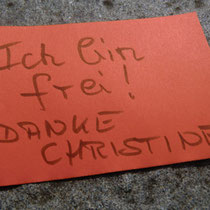 Ich bin
frei!
DANKE
CHRISTINE